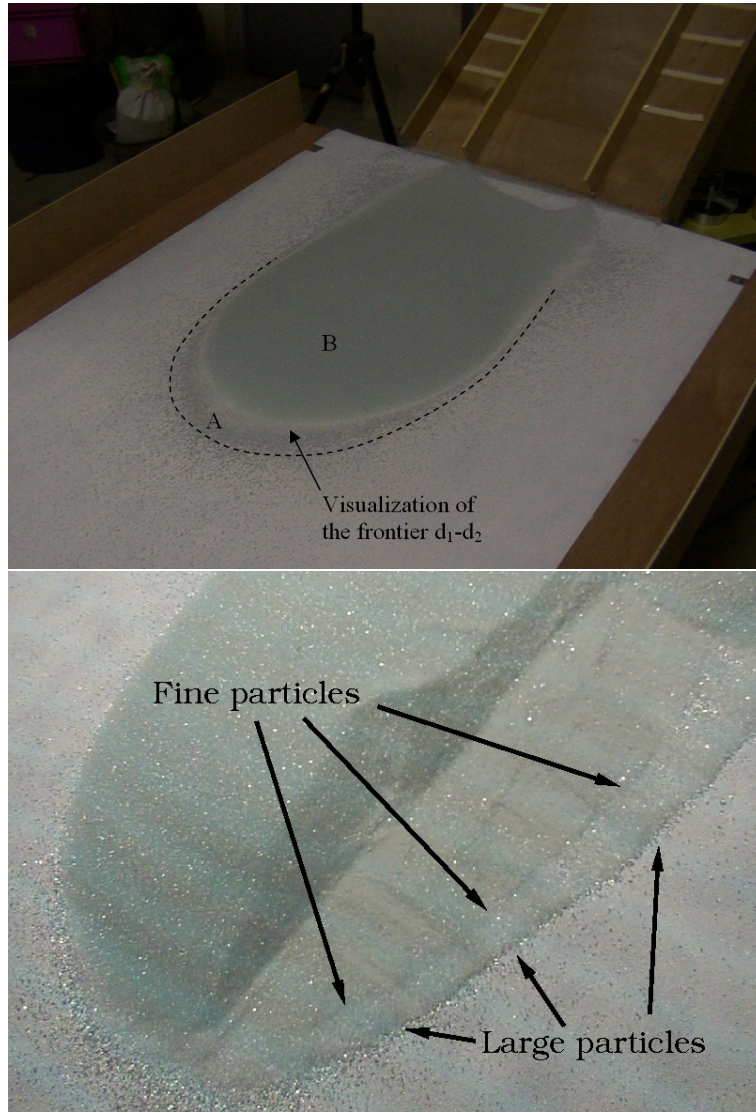 B
A
Visualization of
the frontier d₁-d₂
Fine particles
Large particles